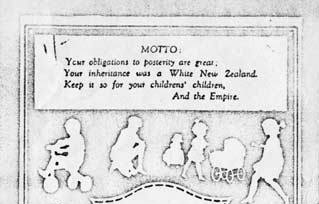 MOTTO:
Your obligations to posterity are great;
Your inheritance was a White New Zealand.
Keep it so for your childrens' children,
And the Empire.